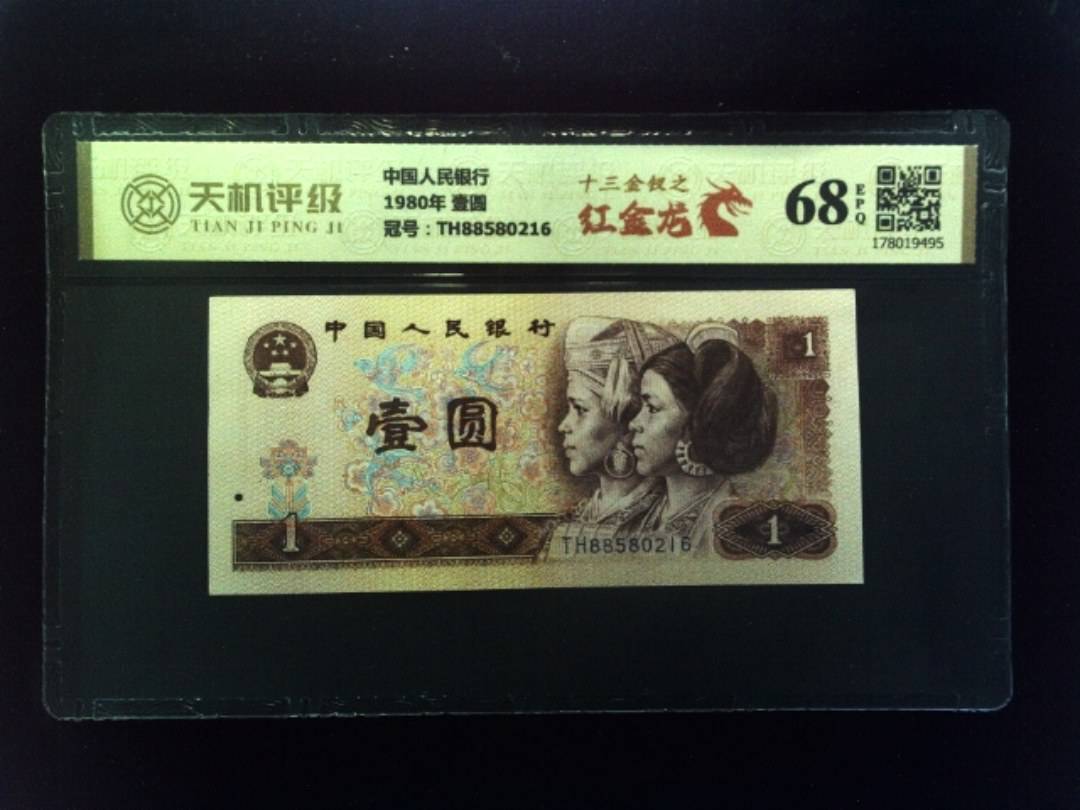 天机评级
TIAN JI PING JI
中国人民银行
1980年 壹圆
冠号：TH88580216
十三金钗之
红金龙
68
EPQ
178019495
中国人民银行
1
壹圆
1
TH88580216
1